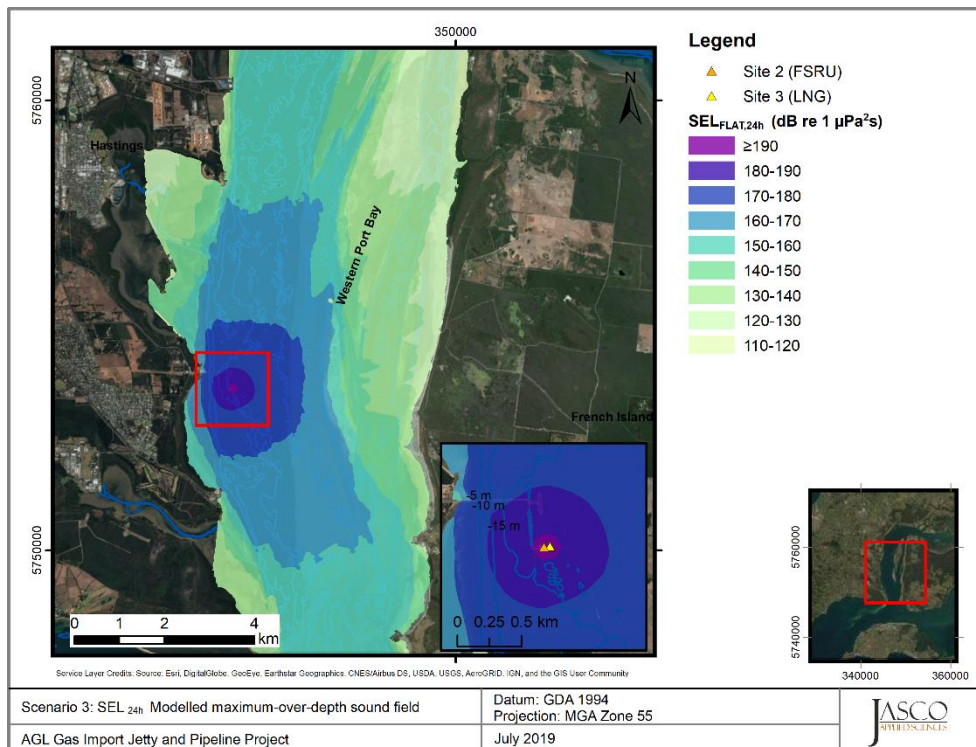 350000
5760000
5750000
N
Hastings
Western Port Bay
French Island
-5 m
-10 m
-15 m
0 0.25 0.5 km
0 1 2 4
km
Legend
Site 2 (FSRU)
Site 3 (LNG)
SELFLAT,24h (dB re 1 µPa²s)
≥190
180-190
170-180
160-170
150-160
140-150
130-140
120-130
110-120
5760000
5740000
340000 360000
Service Layer Credits: Source: Esri, DigitalGlobe, GeoEye, Earthstar Geographics, CNES/Airbus DS, USDA, USGS, AeroGRID, IGN, and the GIS User Community
Scenario 3: SEL 24h Modelled maximum-over-depth sound field
Datum: GDA 1994
Projection: MGA Zone 55
AGL Gas Import Jetty and Pipeline Project
July 2019
JASCO
APPLIED SCIENCES